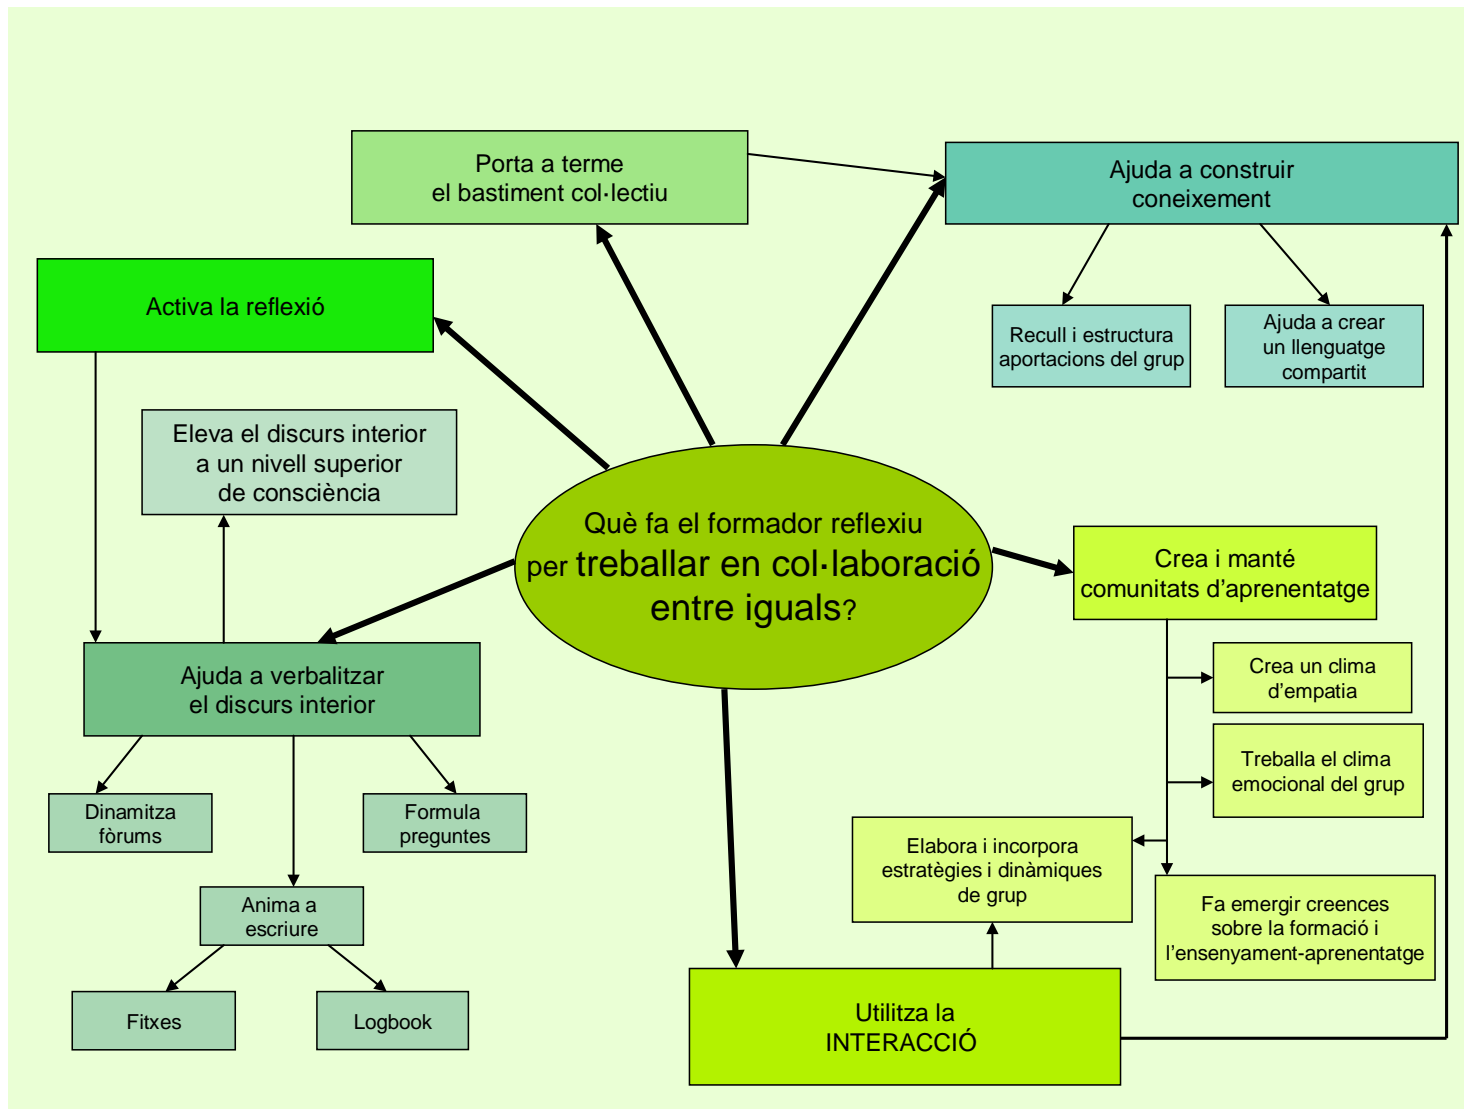 Porta a terme
el bastiment col·lectiu
Ajuda a construir
coneixement
Activa la reflexió
Recull i estructura
aportacions del grup
Ajuda a crear
un llenguatge
compartit
Eleva el discurs interior
a un nivell superior
de consciència
Què fa el formador reflexiu
per treballar en col·laboració
entre iguals?
Crea i manté
comunitats d’aprenentatge
Ajuda a verbalitzar
el discurs interior
Crea un clima
d’empatia
Treballa el clima
emocional del grup
Dinamitza
fòrums
Formula
preguntes
Elabora i incorpora
estratègies i dinàmiques
de grup
Anima a
escriure
Fa emergir creences
sobre la formació i
l’ensenyament-aprenentatge
Fitxes
Logbook
Utilitza la
INTERACCIÓ